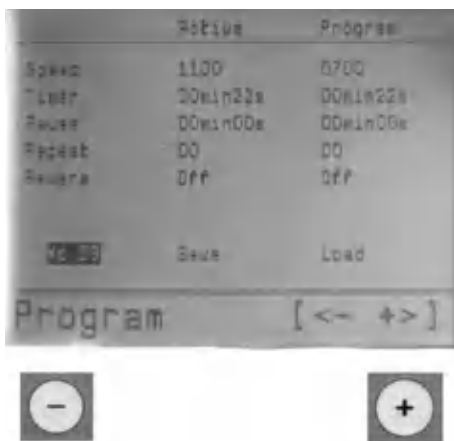 Active Program
Speed 1100 0700
Timer 00min22s 00min22s
Pause 00min00s 00min00s
Repeat 00 00
Reverse Off Off
Save Load
Program [<- +>]
- +